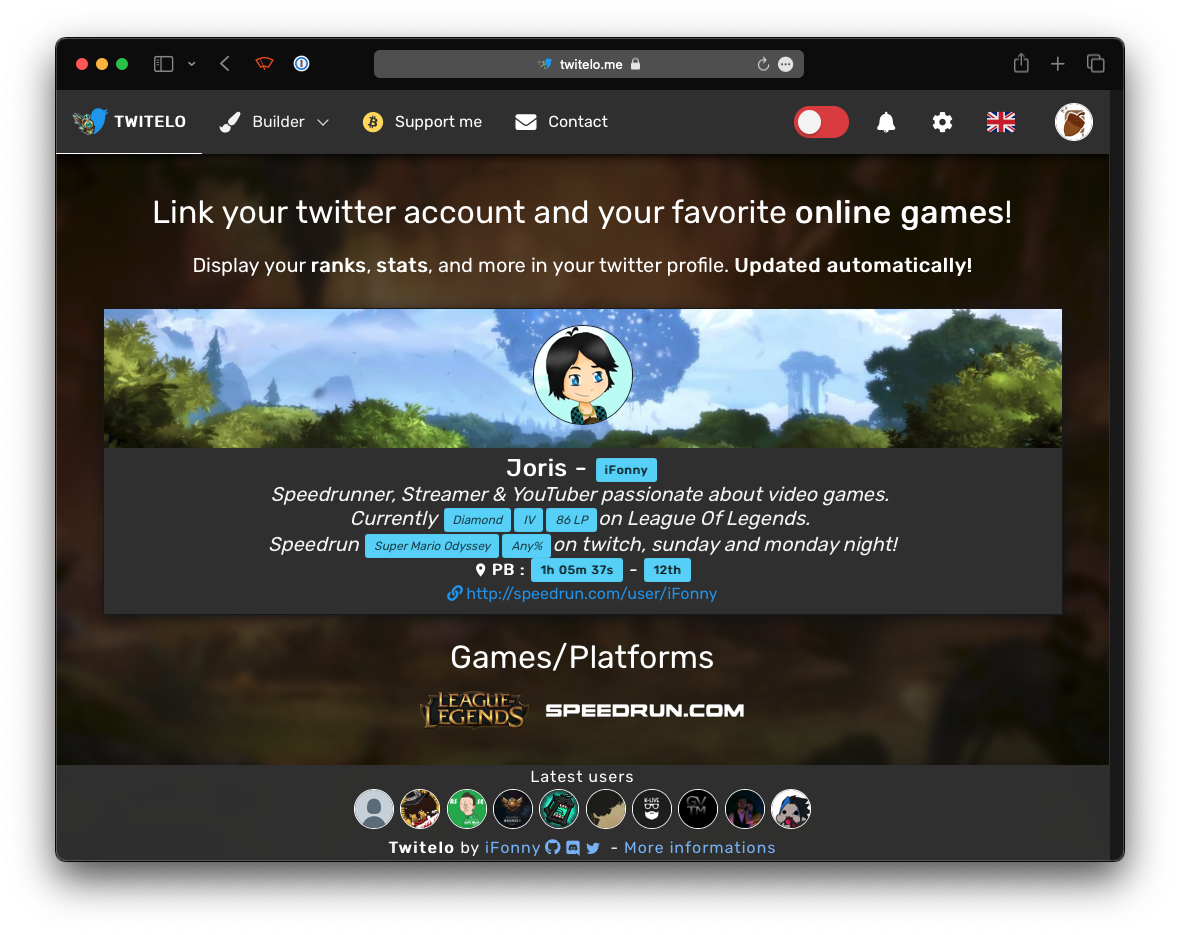 twitelo.me
TWITELO Builder Support me Contact
Link your twitter account and your favorite online games!
Display your ranks, stats, and more in your twitter profile. Updated automatically!
Joris - iFonny
Speedrunner, Streamer & YouTuber passionate about video games.
Currently Diamond IV 86 LP on League Of Legends.
Speedrun Super Mario Odyssey Any% on twitch, sunday and monday night!
PB : 1h 05m 37s - 12th
http://speedrun.com/user/iFonny
Games/Platforms
LEAGUE OF LEGENDS SPEEDRUN.COM
Latest users
Twitelo by iFonny - More informations